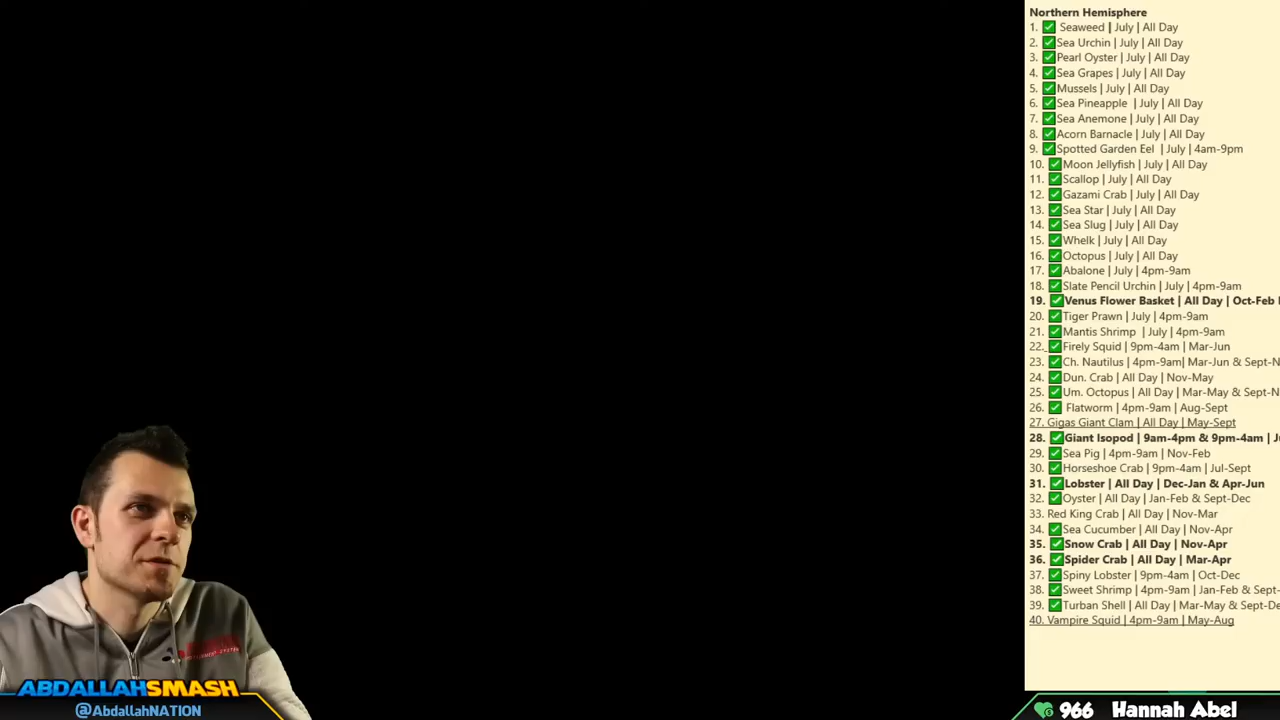 Northern Hemisphere
1. ✅ Seaweed | July | All Day
2. ✅Sea Urchin | July | All Day
3. ✅Pearl Oyster | July | All Day
4. ✅Sea Grapes | July | All Day
5. ✅Mussels | July | All Day
6. ✅Sea Pineapple | July | All Day
7. ✅Sea Anemone | July | All Day
8. ✅Acorn Barnacle | July | All Day
9. ✅Spotted Garden Eel | July | 4am-9pm
10. ✅Moon Jellyfish | July | All Day
11. ✅Scallop | July | All Day
12. ✅Gazami Crab | July | All Day
13. ✅Sea Star | July | All Day
14. ✅Sea Slug | July | All Day
15. ✅Whelk | July | All Day
16. ✅Octopus | July | All Day
17. ✅Abalone | July | 4pm-9am
18. ✅Slate Pencil Urchin | July | 4pm-9am
19. ✅Venus Flower Basket | All Day | Oct-Feb
20. ✅Tiger Prawn | July | 4pm-9am
21. ✅Mantis Shrimp | July | 4pm-9am
22. ✅Firely Squid | 9pm-4am | Mar-Jun
23. ✅Ch. Nautilus | 4pm-9am| Mar-Jun & Sept-N
24. ✅Dun. Crab | All Day | Nov-May
25. ✅Um. Octopus | All Day | Mar-May & Sept-N
26. ✅ Flatworm | 4pm-9am | Aug-Sept
27. Gigas Giant Clam | All Day | May-Sept
28. ✅Giant Isopod | 9am-4pm & 9pm-4am | J
29. ✅Sea Pig | 4pm-9am | Nov-Feb
30. ✅Horseshoe Crab | 9pm-4am | Jul-Sept
31. ✅Lobster | All Day | Dec-Jan & Apr-Jun
32. ✅Oyster | All Day | Jan-Feb & Sept-Dec
33. Red King Crab | All Day | Nov-Mar
34. ✅Sea Cucumber | All Day | Nov-Apr
35. ✅Snow Crab | All Day | Nov-Apr
36. ✅Spider Crab | All Day | Mar-Apr
37. ✅Spiny Lobster | 9pm-4am | Oct-Dec
38. ✅Sweet Shrimp | 4pm-9am | Jan-Feb & Sept-
39. ✅Turban Shell | All Day | Mar-May & Sept-De
40. Vampire Squid | 4pm-9am | May-Aug
ABDALLAHSMASH
@AbdallahNATION
966 Hannah Abel